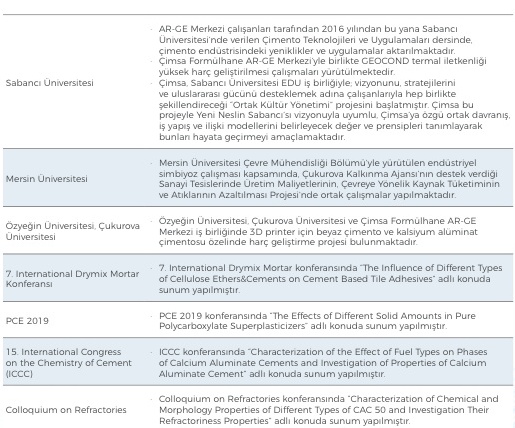 Sabancı Üniversitesi
· AR-GE Merkezi çalışanları tarafından 2016 yılından bu yana Sabancı
Üniversitesi'nde verilen Çimento Teknolojileri ve Uygulamaları dersinde,
çimento endüstrisindeki yeniklikler ve uygulamalar aktarılmaktadır.
· Çimsa Formülhane AR-GE Merkezi'yle birlikte GEOCOND termal iletkenliği
yüksek harç geliştirilmesi çalışmaları yürütülmektedir.
· Çimsa, Sabancı Üniversitesi EDU iş birliğiyle; vizyonunu, stratejilerini
ve uluslararası gücünü desteklemek adına çalışanlarıyla hep birlikte
şekillendireceği "Ortak Kültür Yönetimi" projesini başlatmıştır. Çimsa bu
projeyle Yeni Neslin Sabancı'sı vizyonuyla uyumlu, Çimsa'ya özgü ortak davranış,
iş yapış ve ilişki modellerini belirleyecek değer ve prensipleri tanımlayarak
bunları hayata geçirmeyi amaçlamaktadır.
Mersin Üniversitesi
· Mersin Üniversitesi Çevre Mühendisliği Bölümü'yle yürütülen endüstriyel
simbiyoz çalışması kapsamında, Çukurova Kalkınma Ajansı'nın destek verdiği
Sanayi Tesislerinde Üretim Maliyetlerinin, Çevreye Yönelik Kaynak Tüketiminin
ve Atıklarının Azaltılması Projesi'nde ortak çalışmalar yapılmaktadır.
Özyeğin Üniversitesi, Çukurova
Üniversitesi
· Özyeğin Üniversitesi, Çukurova Üniversitesi ve Çimsa Formülhane AR-GE
Merkezi iş birliğinde 3D printer için beyaz çimento ve kalsiyum alüminat
çimentosu özelinde harç geliştirme projesi bulunmaktadır.
7. International Drymix Mortar
Konferansı
· 7. International Drymix Mortar konferansında "The Influence of Different Types
of Cellulose Ethers&Cements on Cement Based Tile Adhesives" adlı konuda
sunum yapılmıştır.
PCE 2019
· PCE 2019 konferansında "The Effects of Different Solid Amounts in Pure
Polycarboxylate Superplasticizers" adlı konuda sunum yapılmıştır.
15. International Congress
on the Chemistry of Cement
(ICCC)
· ICCC konferansında "Characterization of the Effect of Fuel Types on Phases
of Calcium Aluminate Cements and Investigation of Properties of Calcium
Aluminate Cement" adlı konuda sunum yapılmıştır.
Colloquium on Refractories
· Colloquium on Refractories konferansında "Characterization of Chemical and
Morphology Properties of Different Types of CAC 50 and Investigation Their
Refractoriness Properties" adlı konuda sunum yapılmıştır.